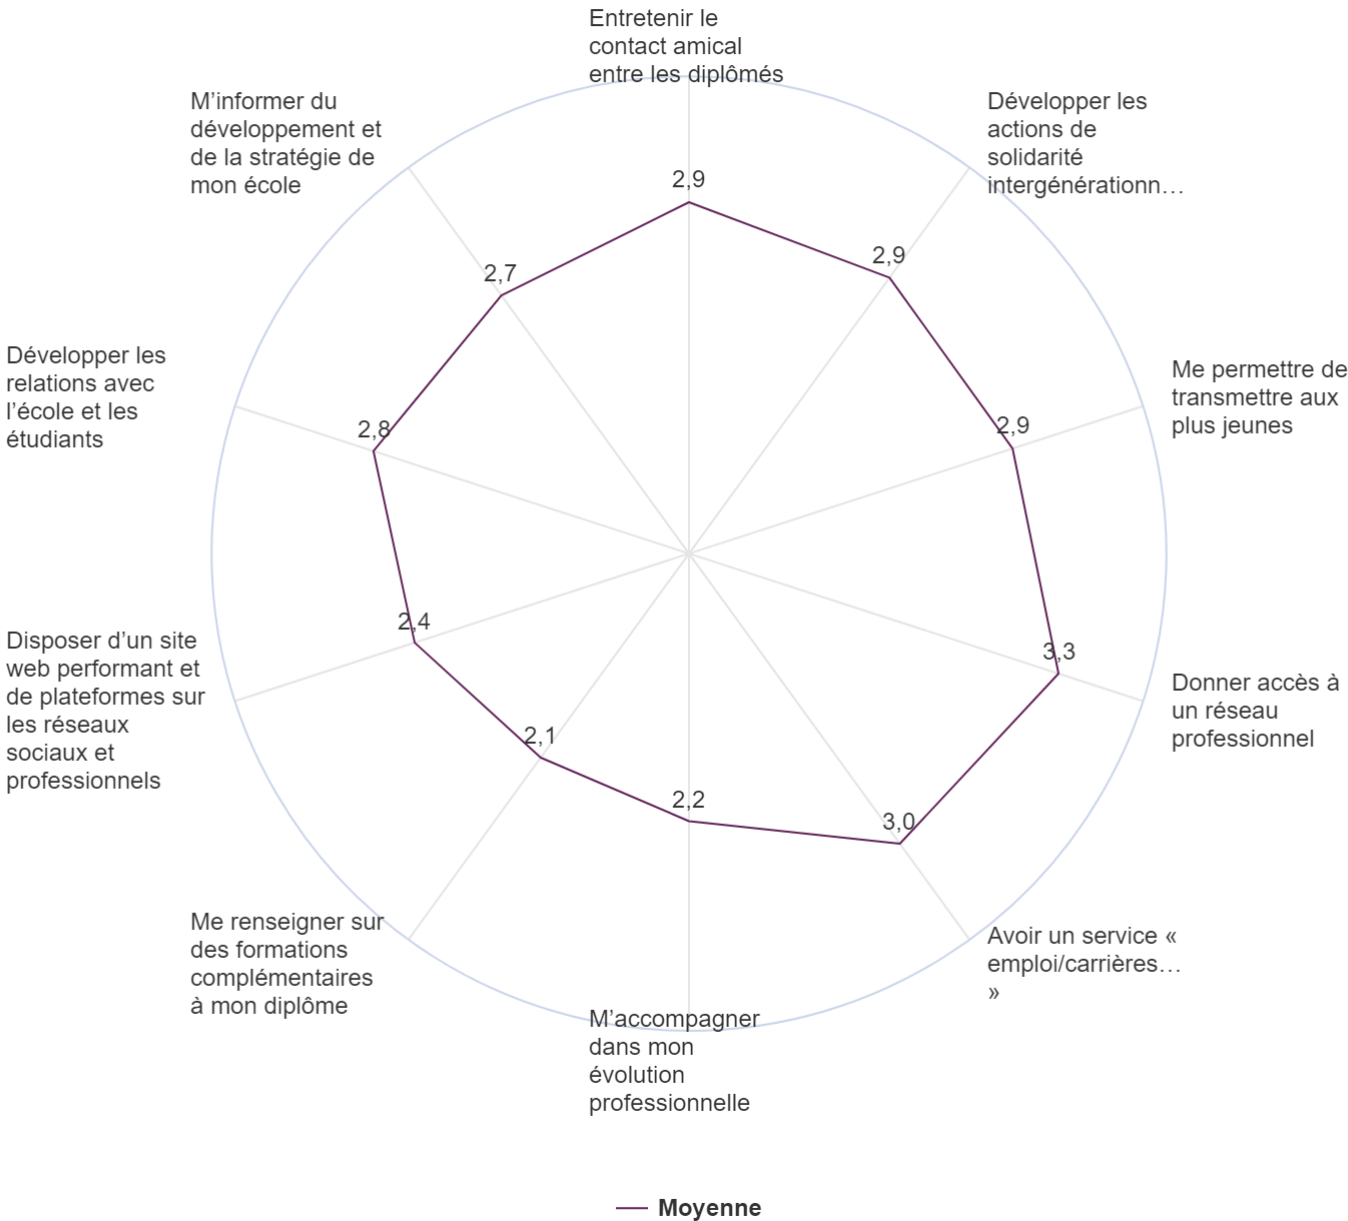 Entretenir le
contact amical
entre les diplômés
Développer les
actions de
solidarité
intergénérationn…
Me permettre de
transmettre aux
plus jeunes
Donner accès à
un réseau
professionnel
Avoir un service «
emploi/carrières…
»
M’accompagner
dans mon
évolution
professionnelle
Me renseigner sur
des formations
complémentaires
à mon diplôme
Disposer d’un site
web performant et
de plateformes sur
les réseaux
sociaux et
professionnels
Développer les
relations avec
l’école et les
étudiants
M’informer du
développement et
de la stratégie de
mon école
2,9
2,9
2,9
3,3
3,0
2,2
2,1
2,4
2,8
2,7
Moyenne